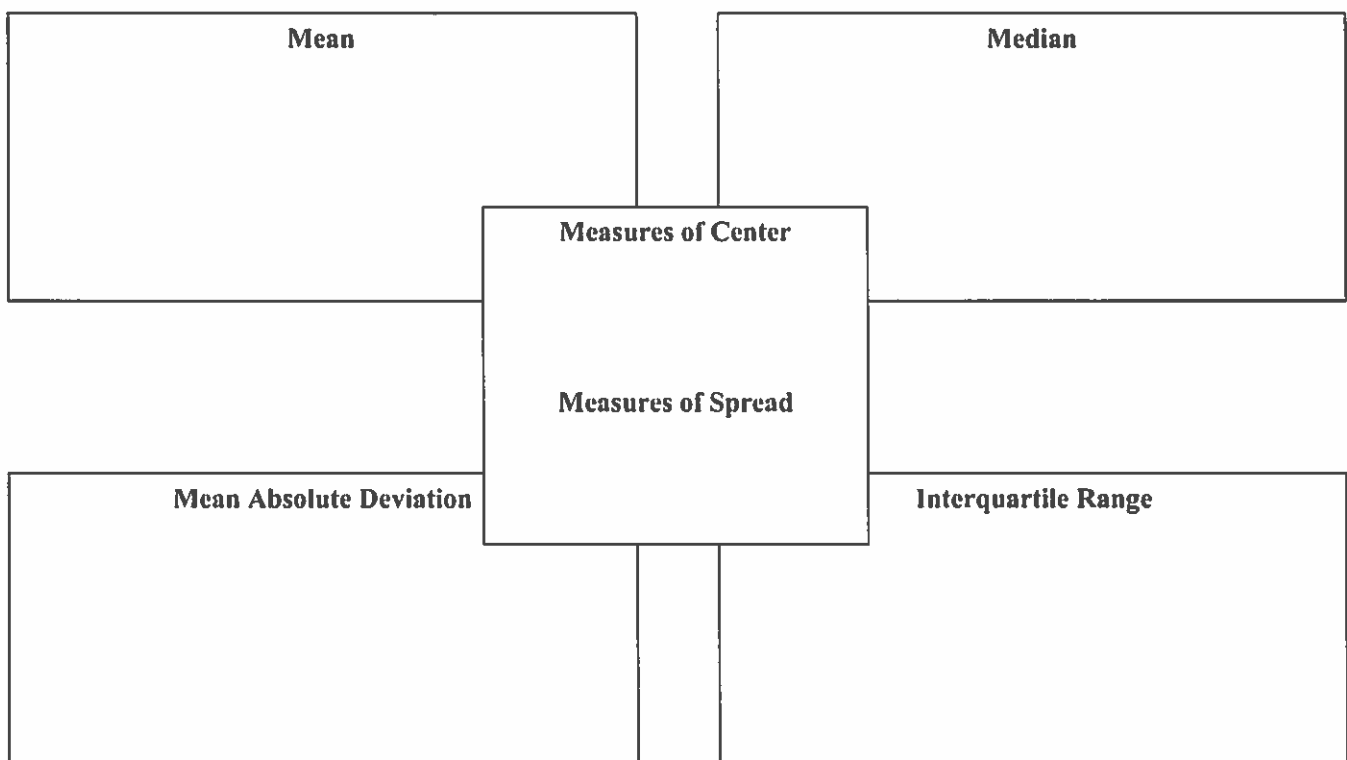 Mean
Median
Measures of Center
Measures of Spread
Mean Absolute Deviation
Interquartile Range